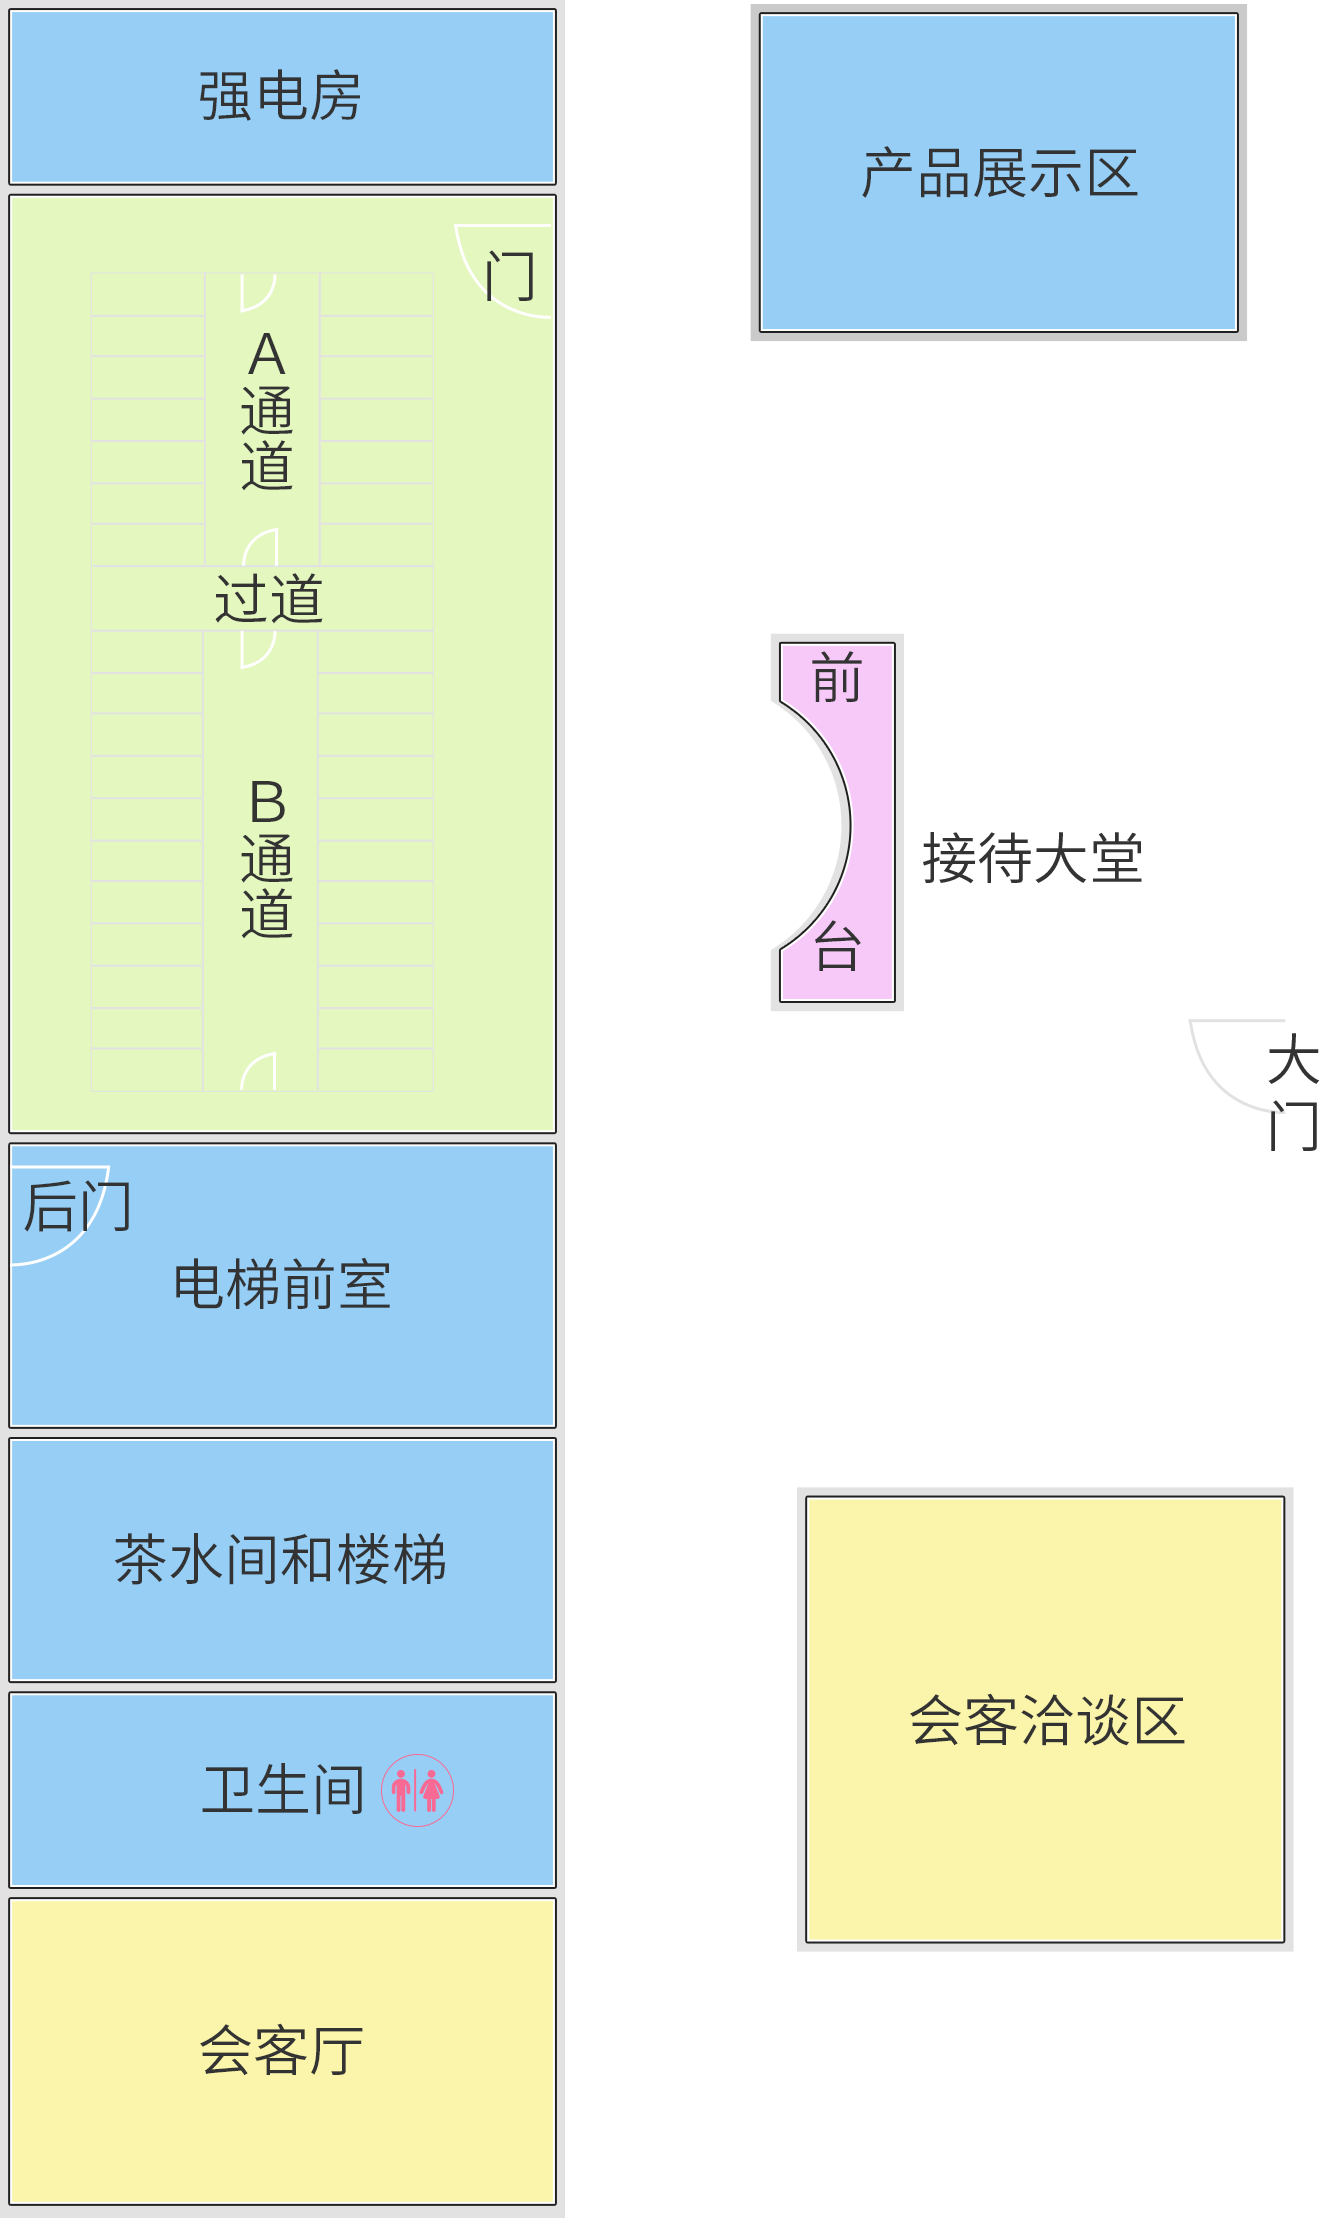 强电房
产品展示区
门
A
通
道
过道
B
通
道
前
台
接待大堂
大
门
后门
电梯前室
茶水间和楼梯
会客洽谈区
卫生间
会客厅